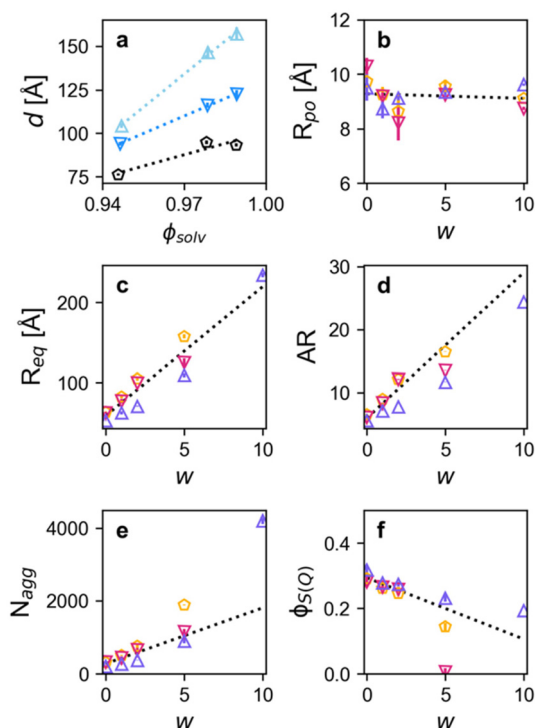 a
d [Å]
150
125
100
75
0.94
0.97
1.00
ϕsolv
b
Rpo [Å]
12
10
8
6
0
5
10
w
c
Req [Å]
200
100
0
5
10
w
d
AR
30
20
10
0
5
10
w
e
Nagg
4000
2000
0
0
5
10
w
f
ϕS(Q)
0.4
0.2
0.0
0
5
10
w